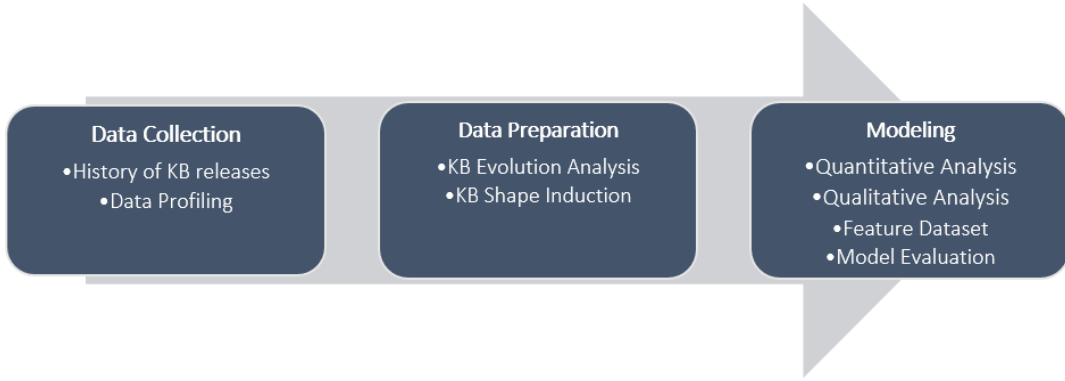 Data Collection
•History of KB releases
•Data Profiling
Data Preparation
•KB Evolution Analysis
•KB Shape Induction
Modeling
•Quantitative Analysis
•Qualitative Analysis
•Feature Dataset
•Model Evaluation